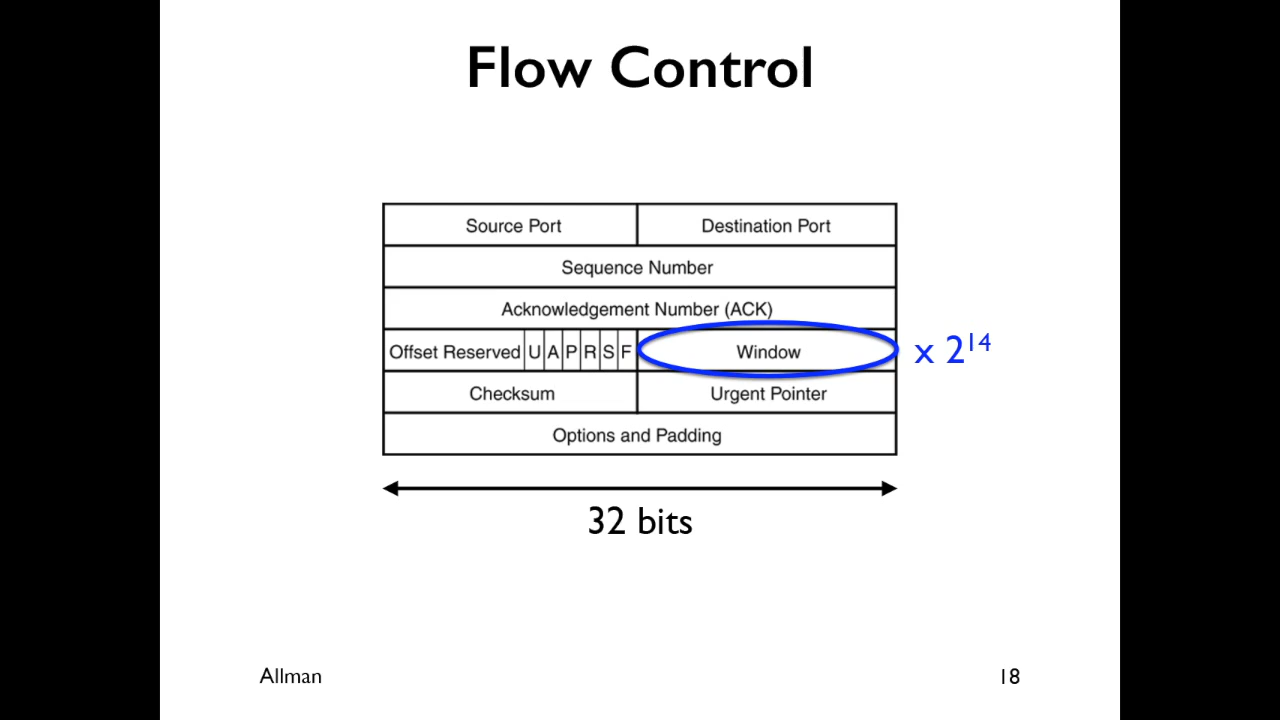 Flow Control
Source Port Destination Port
Sequence Number
Acknowledgement Number (ACK)
Offset Reserved U A P R S F Window x 2¹⁴
Checksum Urgent Pointer
Options and Padding
32 bits
Allman 18